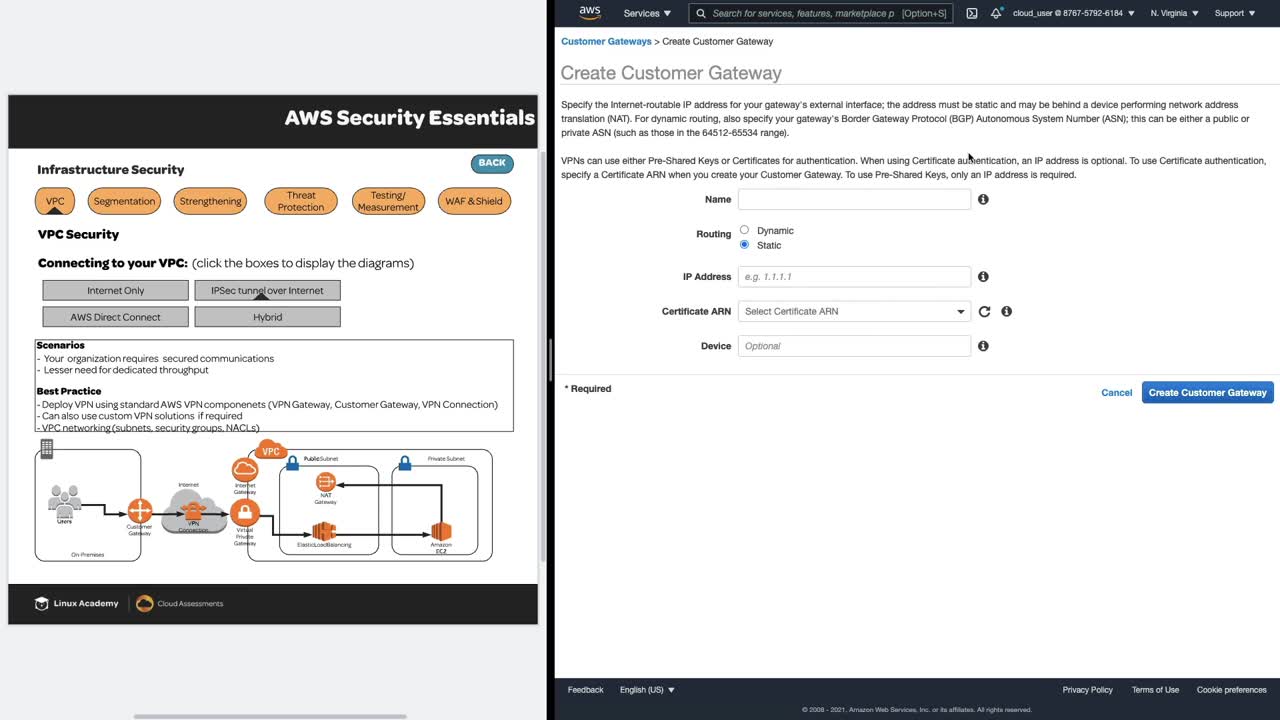 AWS Security Essentials
Infrastructure Security
BACK
VPC
Segmentation
Strengthening
Threat
Protection
Testing/
Measurement
WAF & Shield
VPC Security
Connecting to your VPC: (click the boxes to display the diagrams)
Internet Only
IPSec tunnel over Internet
AWS Direct Connect
Hybrid
Scenarios
- Your organization requires secured communications
- Lesser need for dedicated throughput
Best Practice
- Deploy VPN using standard AWS VPN componenets (VPN Gateway, Customer Gateway, VPN Connection)
- Can also use custom VPN solutions if required
- VPC networking (subnets, security groups, NACLs)
VPC
Public Subnet
Private Subnet
Internet
Internet
Gateway
NAT
Gateway
Users
Customer
Gateway
VPN
Connection
Virtual
Private
Gateway
ElasticLoadBalancing
Amazon
EC2
On-Premises
Linux Academy
Cloud Assessments
aws
Services
Search for services, features, marketplace p
[Option+S]
cloud_user @ 8767-5792-6184
N. Virginia
Support
Customer Gateways > Create Customer Gateway
Create Customer Gateway
Specify the Internet-routable IP address for your gateway's external interface; the address must be static and may be behind a device performing network address
translation (NAT). For dynamic routing, also specify your gateway's Border Gateway Protocol (BGP) Autonomous System Number (ASN); this can be either a public or
private ASN (such as those in the 64512-65534 range).
VPNs can use either Pre-Shared Keys or Certificates for authentication. When using Certificate authentication, an IP address is optional. To use Certificate authentication,
specify a Certificate ARN when you create your Customer Gateway. To use Pre-Shared Keys, only an IP address is required.
Name
Routing
Dynamic
Static
IP Address
e.g. 1.1.1.1
Certificate ARN
Select Certificate ARN
Device
Optional
* Required
Cancel
Create Customer Gateway
Feedback
English (US)
Privacy Policy
Terms of Use
Cookie preferences
© 2008 - 2021, Amazon Web Services, Inc. or its affiliates. All rights reserved.